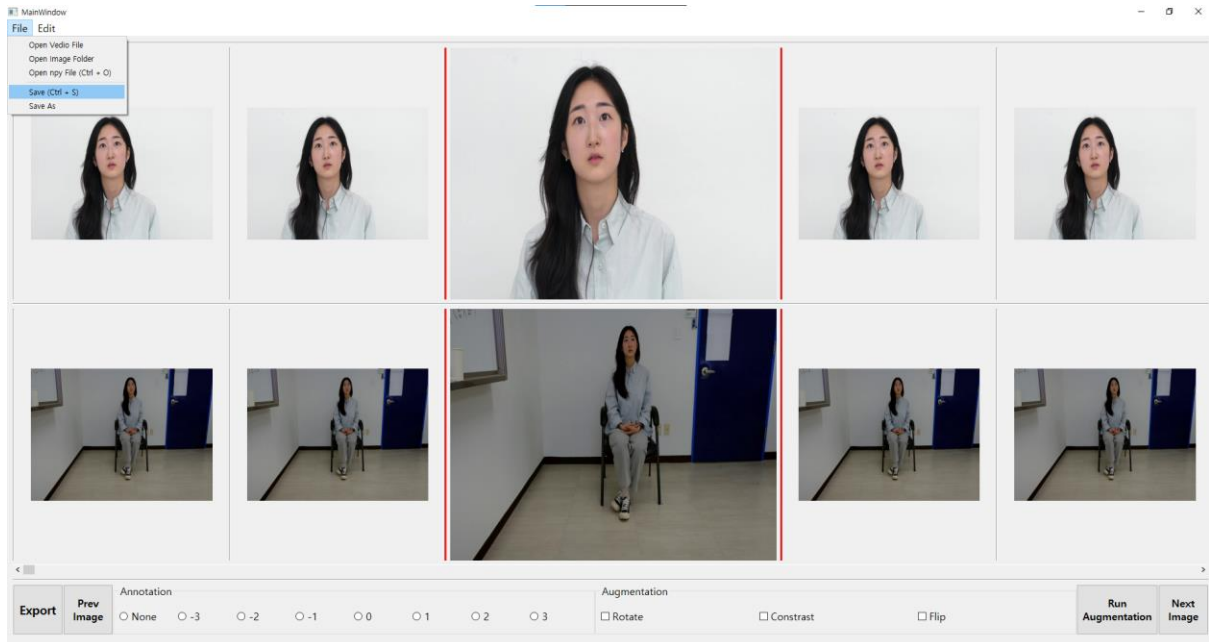 MainWindow
File Edit
Open Vedio File
Open Image Folder
Open npy File (Ctrl + O)
Save (Ctrl + S)
Save As
Export
Prev Image
Annotation
None -3 -2 -1 0 1 2 3
Augmentation
Rotate Constrast Flip
Run Augmentation
Next Image